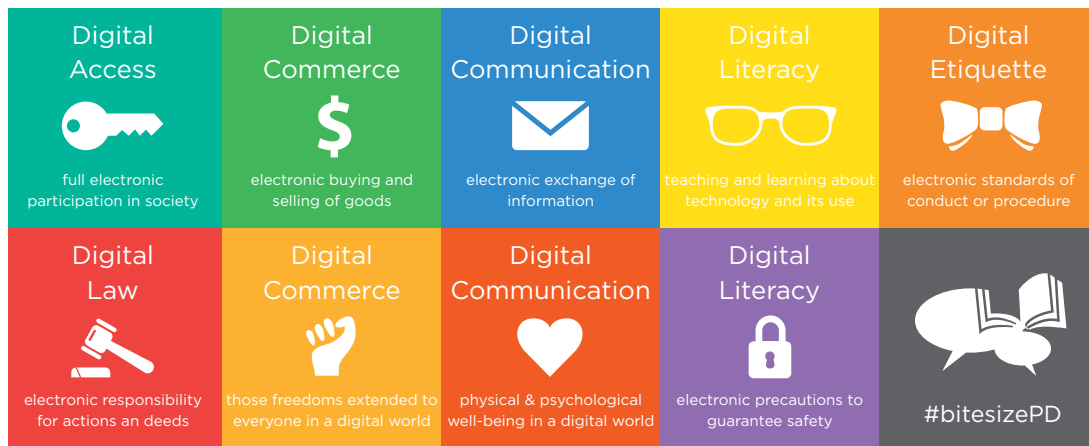 Digital
Access
full electronic
participation in society
Digital
Commerce
$
electronic buying and
selling of goods
Digital
Communication
electronic exchange of
information
Digital
Literacy
teaching and learning about
technology and its use
Digital
Etiquette
electronic standards of
conduct or procedure
Digital
Law
electronic responsibility
for actions an deeds
Digital
Commerce
those freedoms extended to
everyone in a digital world
Digital
Communication
physical & psychological
well-being in a digital world
Digital
Literacy
electronic precautions to
guarantee safety
#bitesizePD